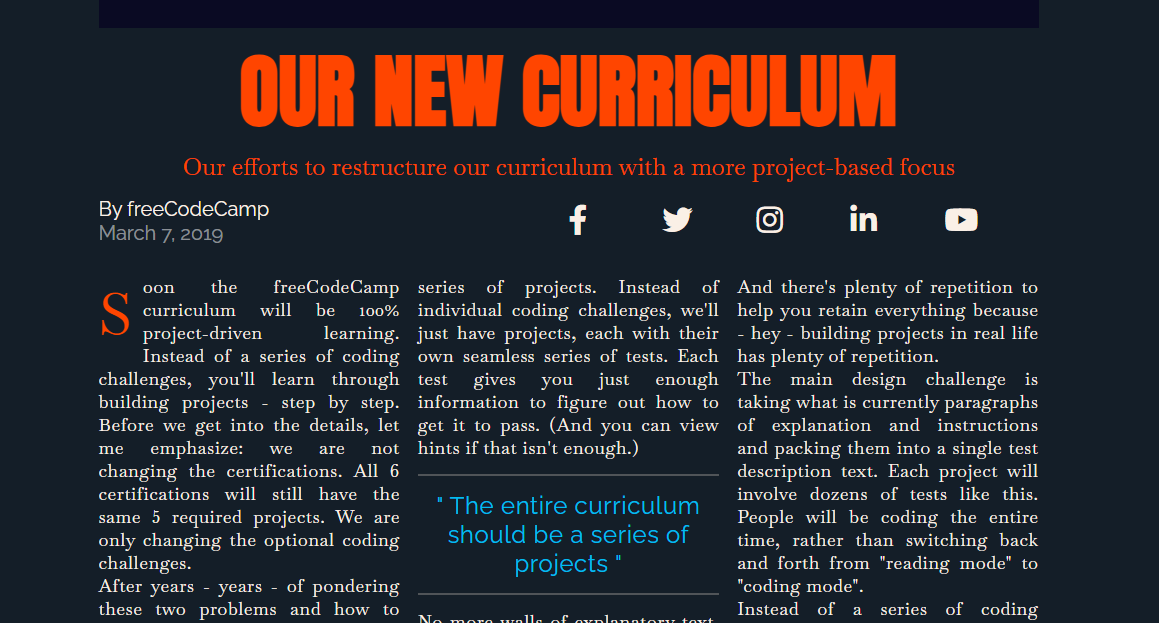 OUR NEW CURRICULUM
Our efforts to restructure our curriculum with a more project-based focus
By freeCodeCamp
March 7, 2019
Soon the freeCodeCamp
curriculum will be 100%
project-driven learning.
Instead of a series of coding
challenges, you'll learn through
building projects - step by step.
Before we get into the details, let
me emphasize: we are not
changing the certifications. All 6
certifications will still have the
same 5 required projects. We are
only changing the optional coding
challenges.
After years - years - of pondering
these two problems and how to
series of projects. Instead of
individual coding challenges, we'll
just have projects, each with their
own seamless series of tests. Each
test gives you just enough
information to figure out how to
get it to pass. (And you can view
hints if that isn't enough.)
" The entire curriculum
should be a series of
projects "
No more walls of explanatory text.
And there's plenty of repetition to
help you retain everything because
- hey - building projects in real life
has plenty of repetition.
The main design challenge is
taking what is currently paragraphs
of explanation and instructions
and packing them into a single test
description text. Each project will
involve dozens of tests like this.
People will be coding the entire
time, rather than switching back
and forth from "reading mode" to
"coding mode".
Instead of a series of coding